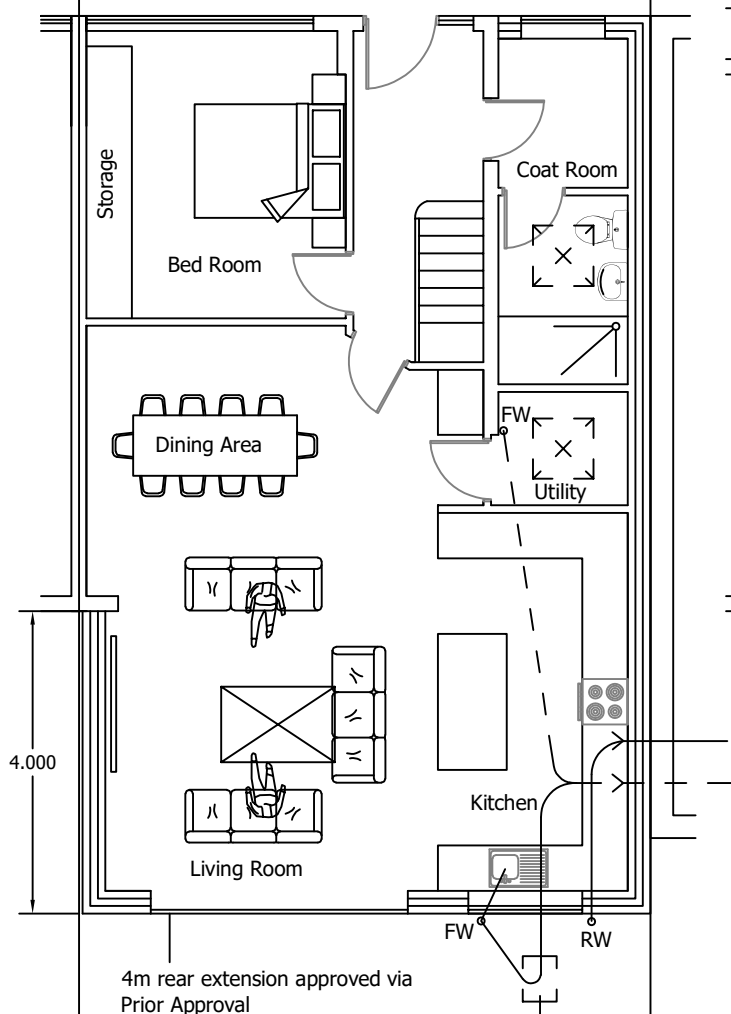 Storage
Coat Room
Bed Room
FW
Dining Area
Utility
4.000
Kitchen
Living Room
FW
RW
4m rear extension approved via
Prior Approval